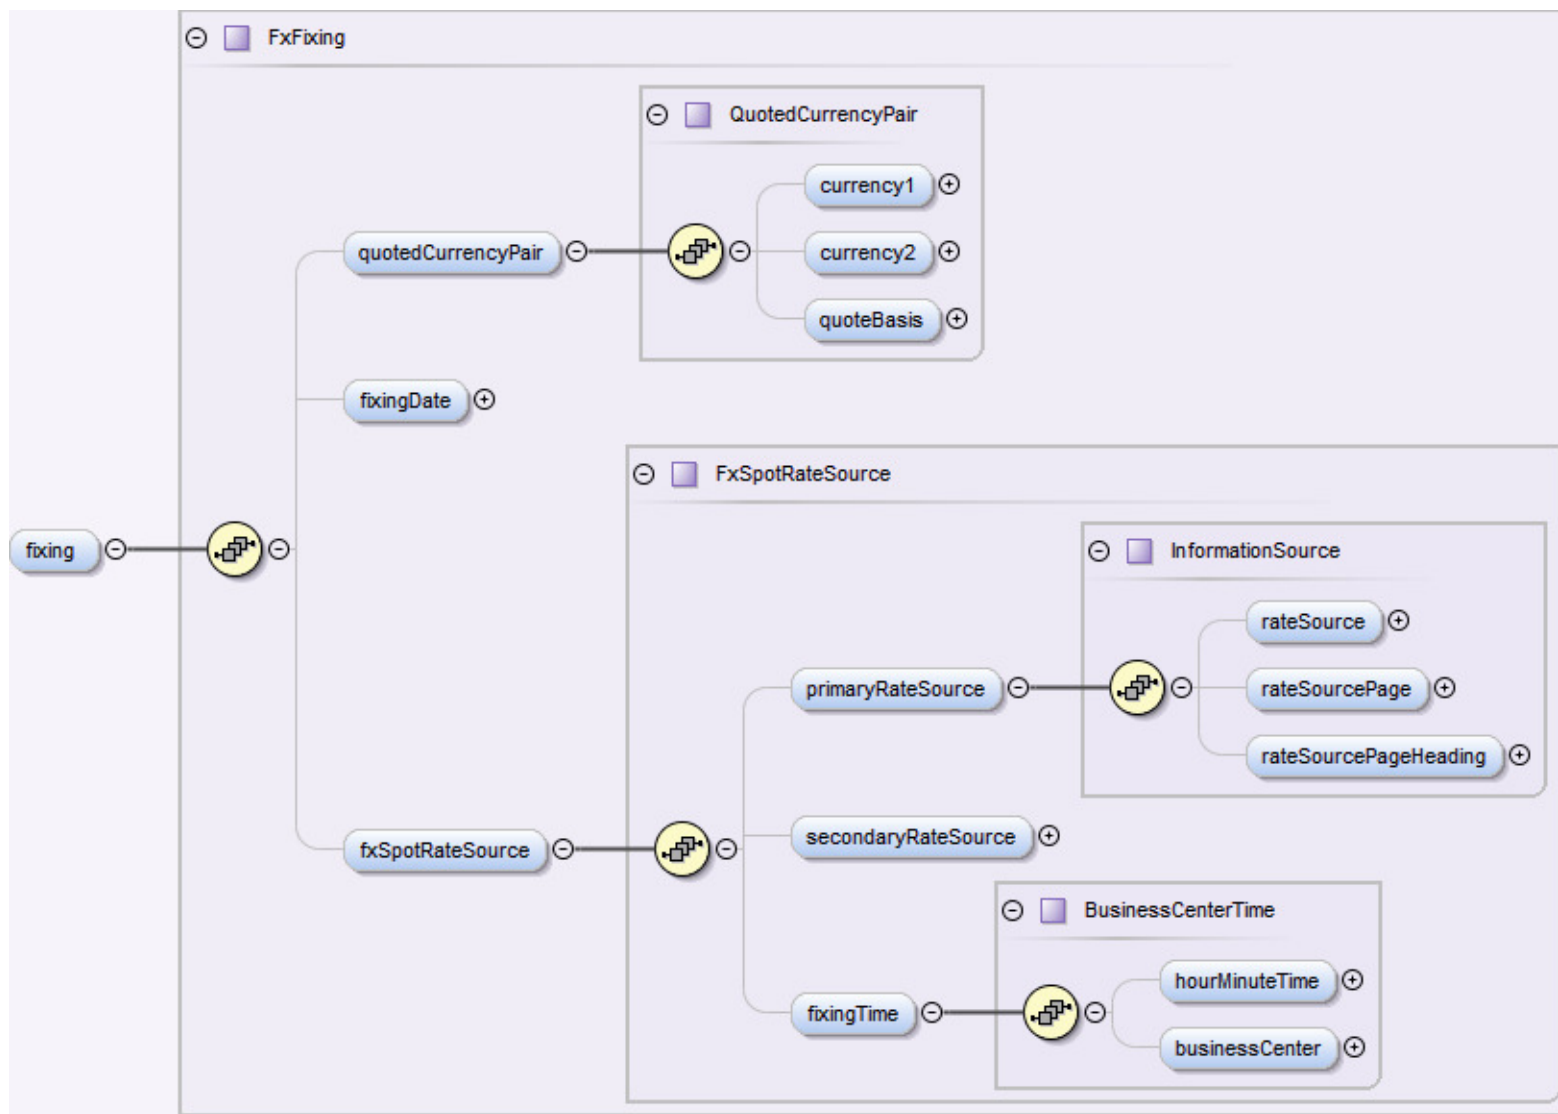 FxFixing
QuotedCurrencyPair
currency1
quotedCurrencyPair
currency2
quoteBasis
fixingDate
FxSpotRateSource
fixing
InformationSource
rateSource
primaryRateSource
rateSourcePage
rateSourcePageHeading
secondaryRateSource
fxSpotRateSource
BusinessCenterTime
hourMinuteTime
fixingTime
businessCenter